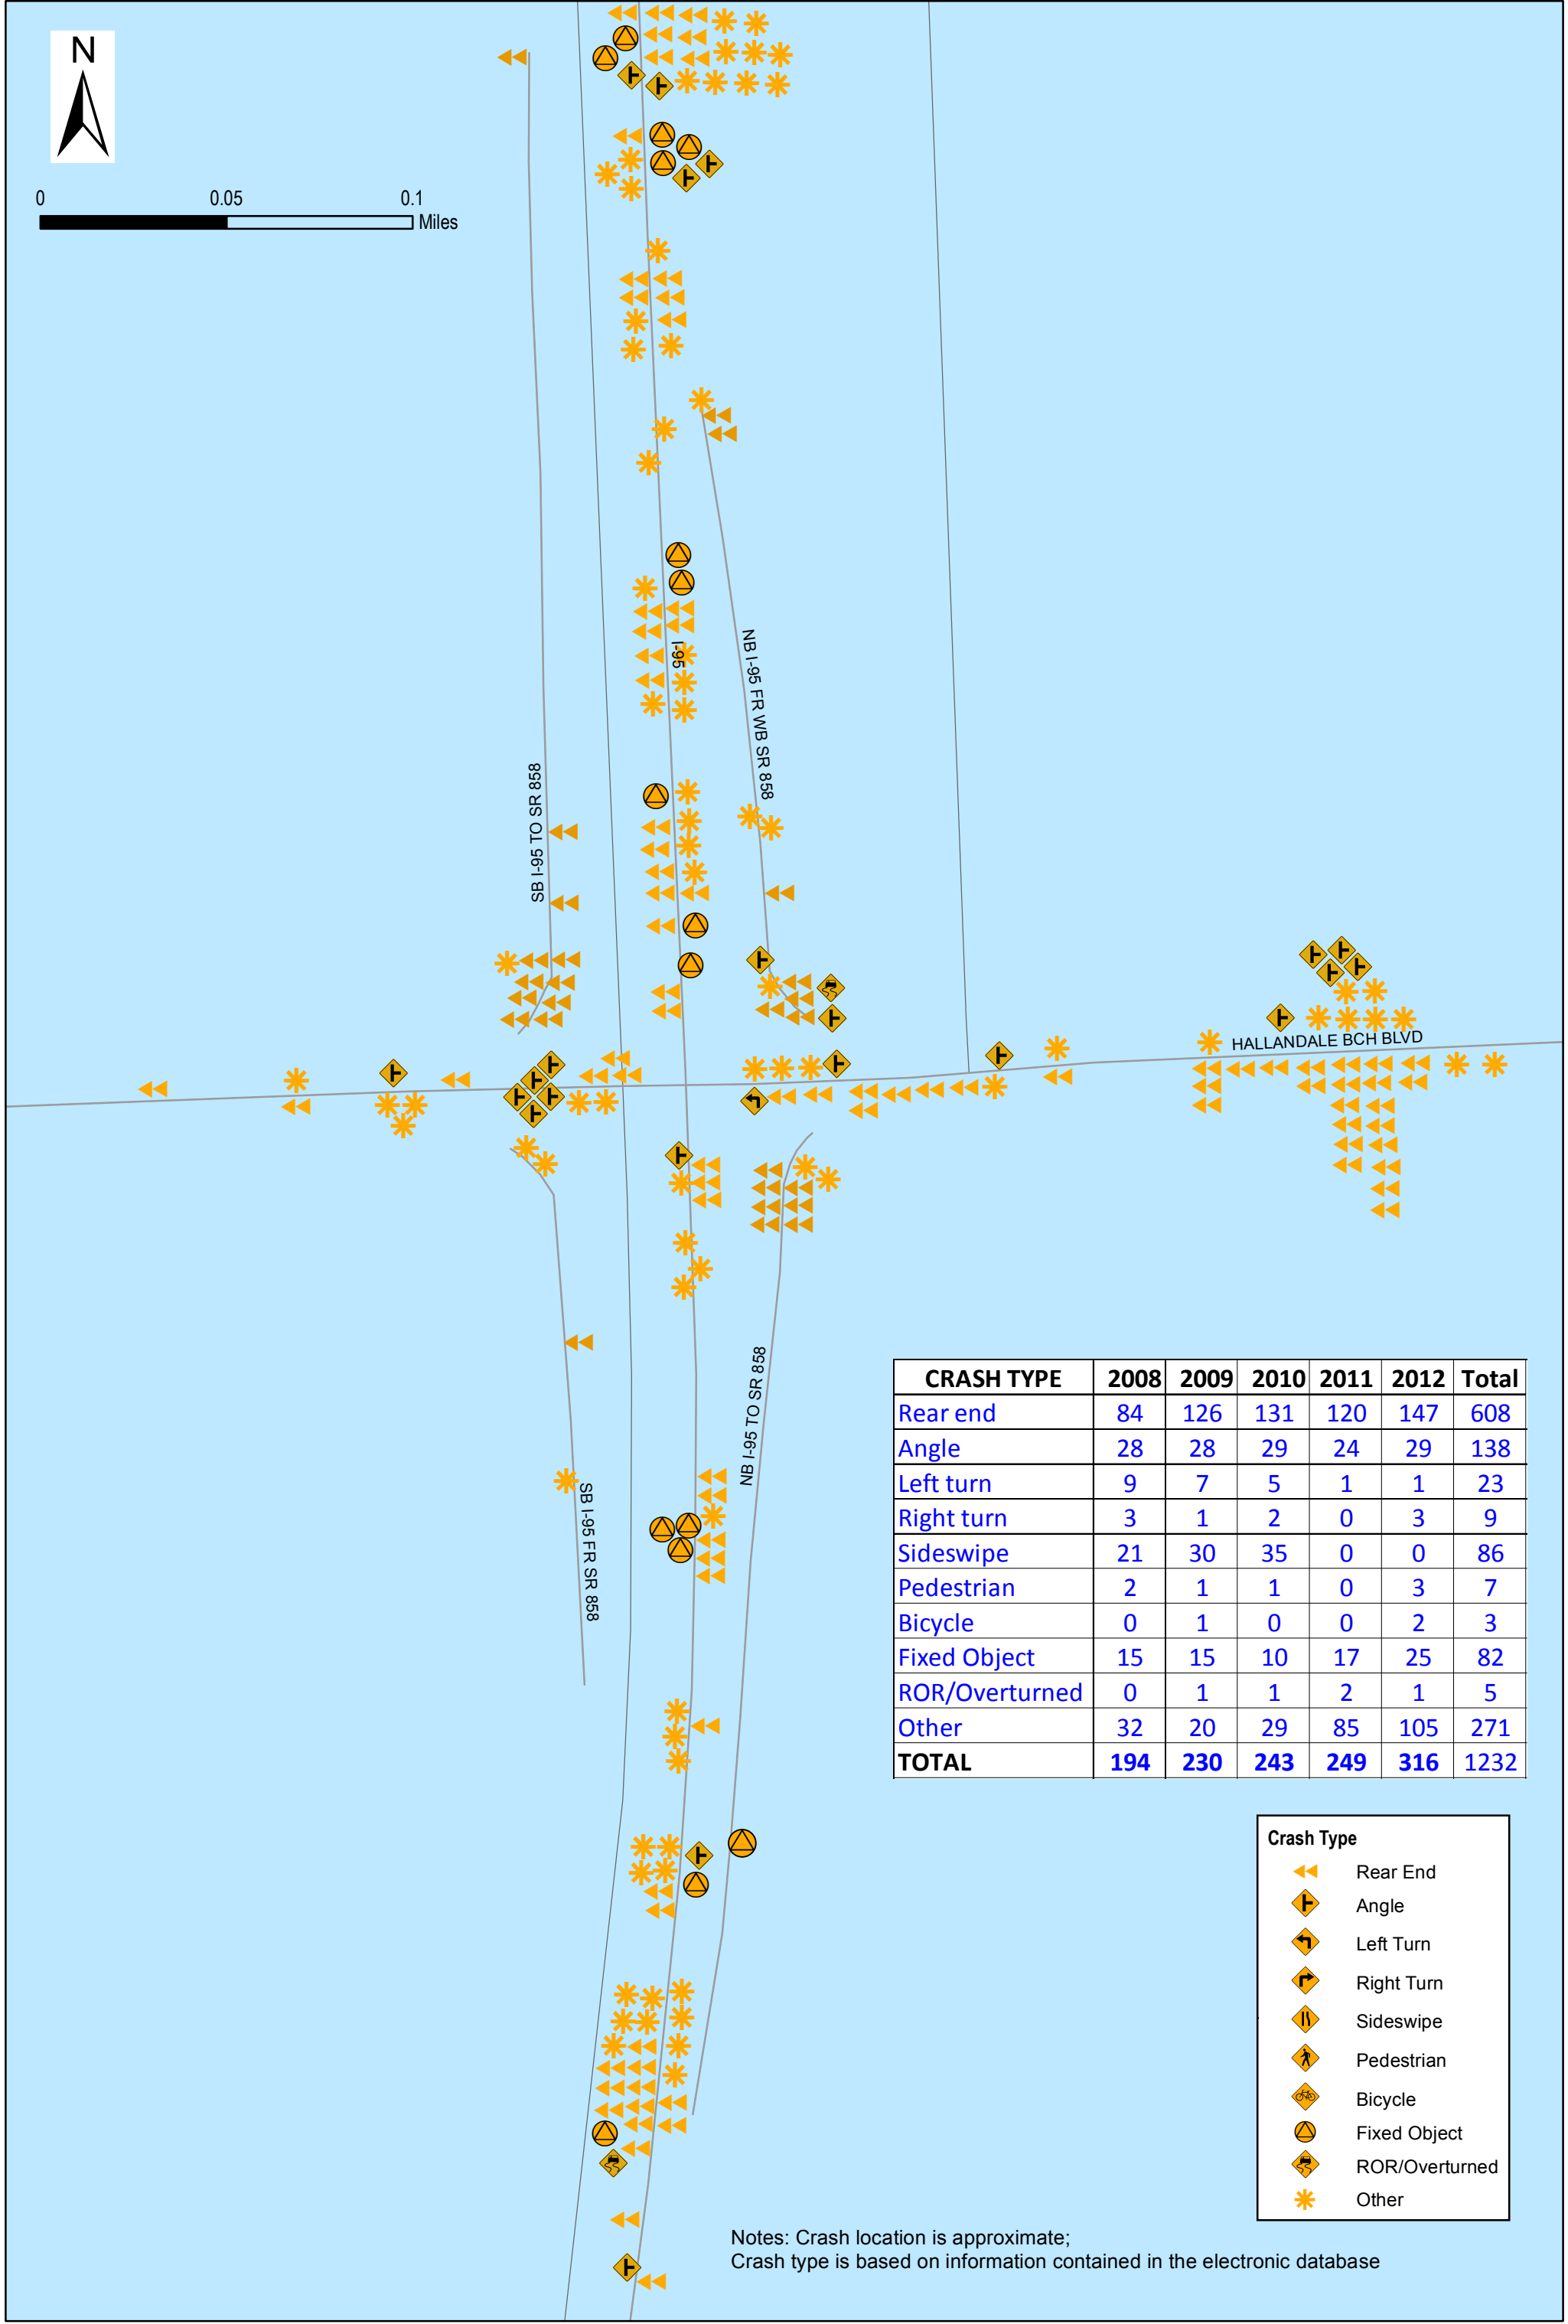 N
0 0.05 0.1
Miles
I-95
NB I-95 FR WB SR 858
SB I-95 TO SR 858
HALLANDALE BCH BLVD
NB I-95 TO SR 858
SB I-95 FR SR 858
CRASH TYPE 2008 2009 2010 2011 2012 Total
Rear end 84 126 131 120 147 608
Angle 28 28 29 24 29 138
Left turn 9 7 5 1 1 23
Right turn 3 1 2 0 3 9
Sideswipe 21 30 35 0 0 86
Pedestrian 2 1 1 0 3 7
Bicycle 0 1 0 0 2 3
Fixed Object 15 15 10 17 25 82
ROR/Overturned 0 1 1 2 1 5
Other 32 20 29 85 105 271
TOTAL 194 230 243 249 316 1232
Crash Type
Rear End
Angle
Left Turn
Right Turn
Sideswipe
Pedestrian
Bicycle
Fixed Object
ROR/Overturned
Other
Notes: Crash location is approximate;
Crash type is based on information contained in the electronic database